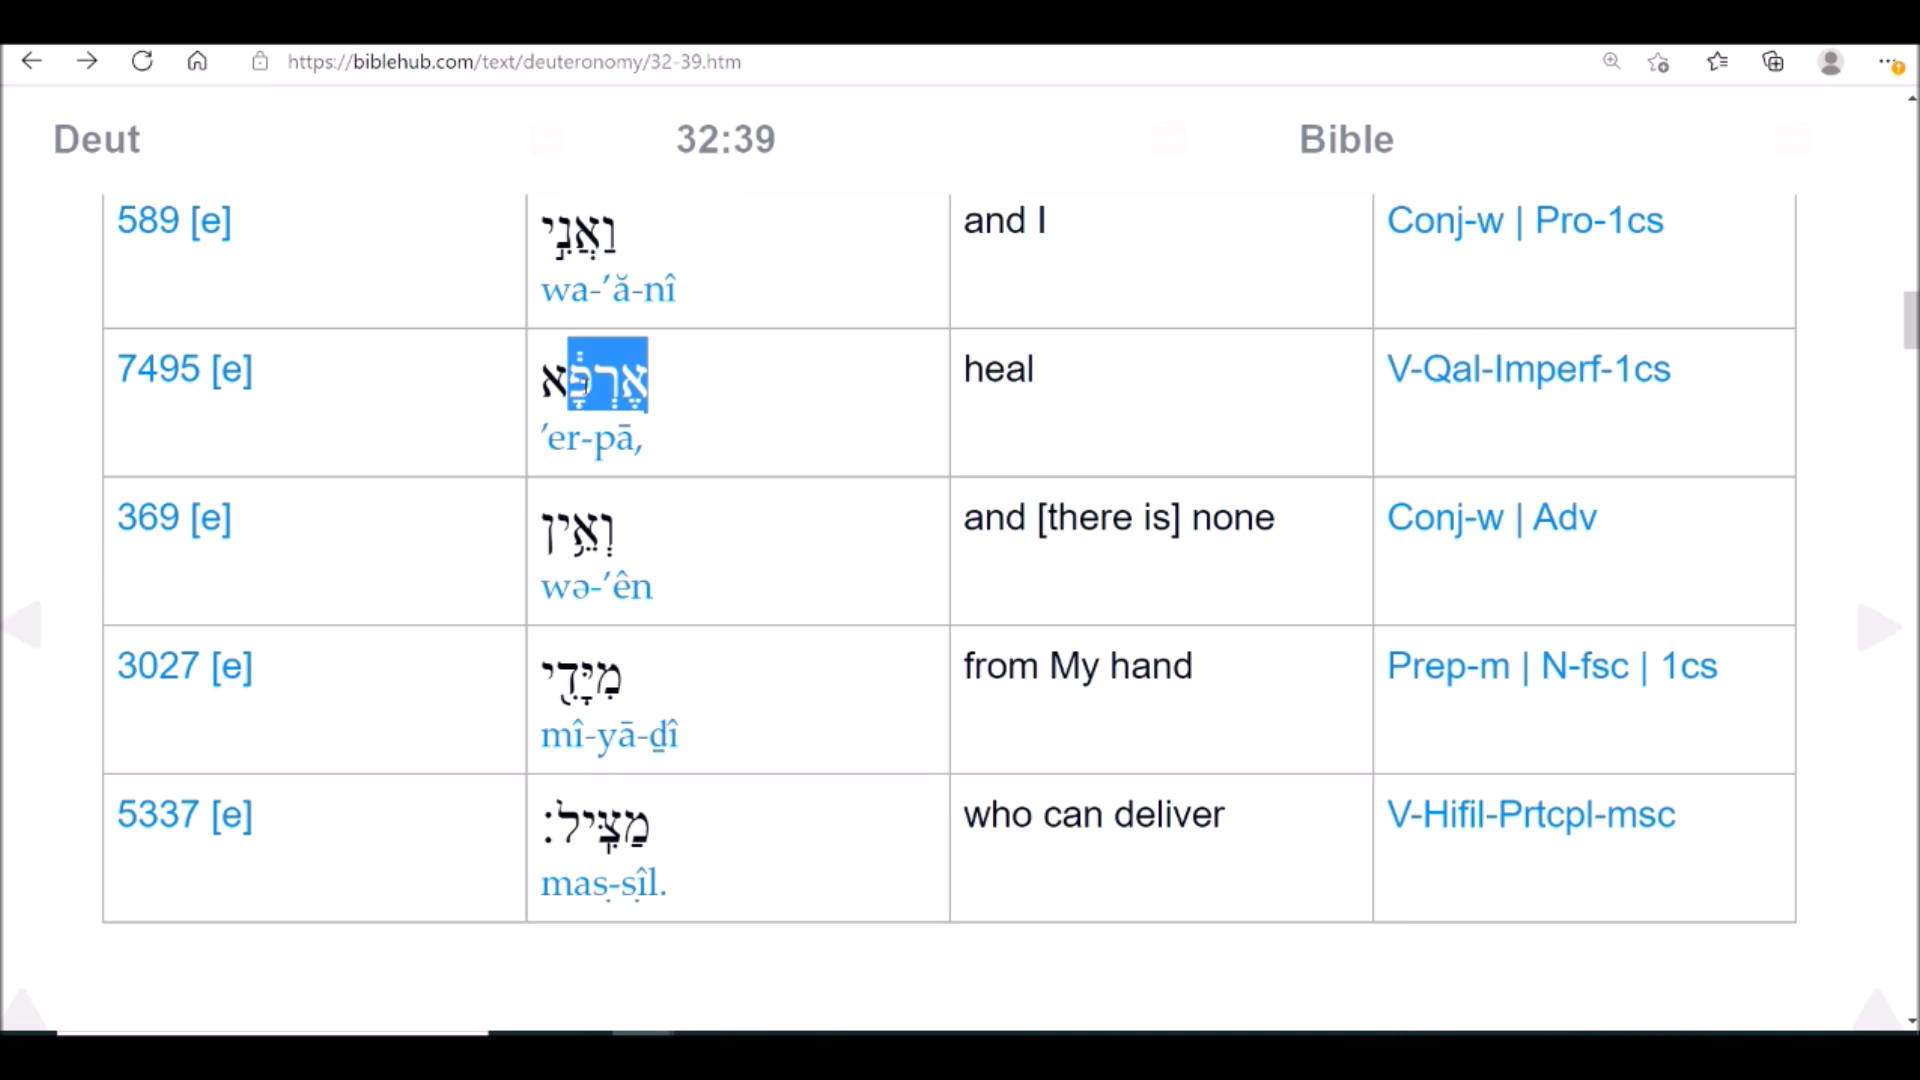 https://biblehub.com/text/deuteronomy/32-39.htm
Deut 32:39 Bible
589 [e] וַאֲנִ֣י and I Conj-w | Pro-1cs
wa-’ă-nî
7495 [e] אֶרְפָּ֔א heal V-Qal-Imperf-1cs
’er-pā,
369 [e] וְאֵ֥ין and [there is] none Conj-w | Adv
wə-’ên
3027 [e] מִיָּדִ֖י from My hand Prep-m | N-fsc | 1cs
mî-yā-ḏî
5337 [e] מַצִּֽיל׃ who can deliver V-Hifil-Prtcpl-msc
maṣ-ṣîl.